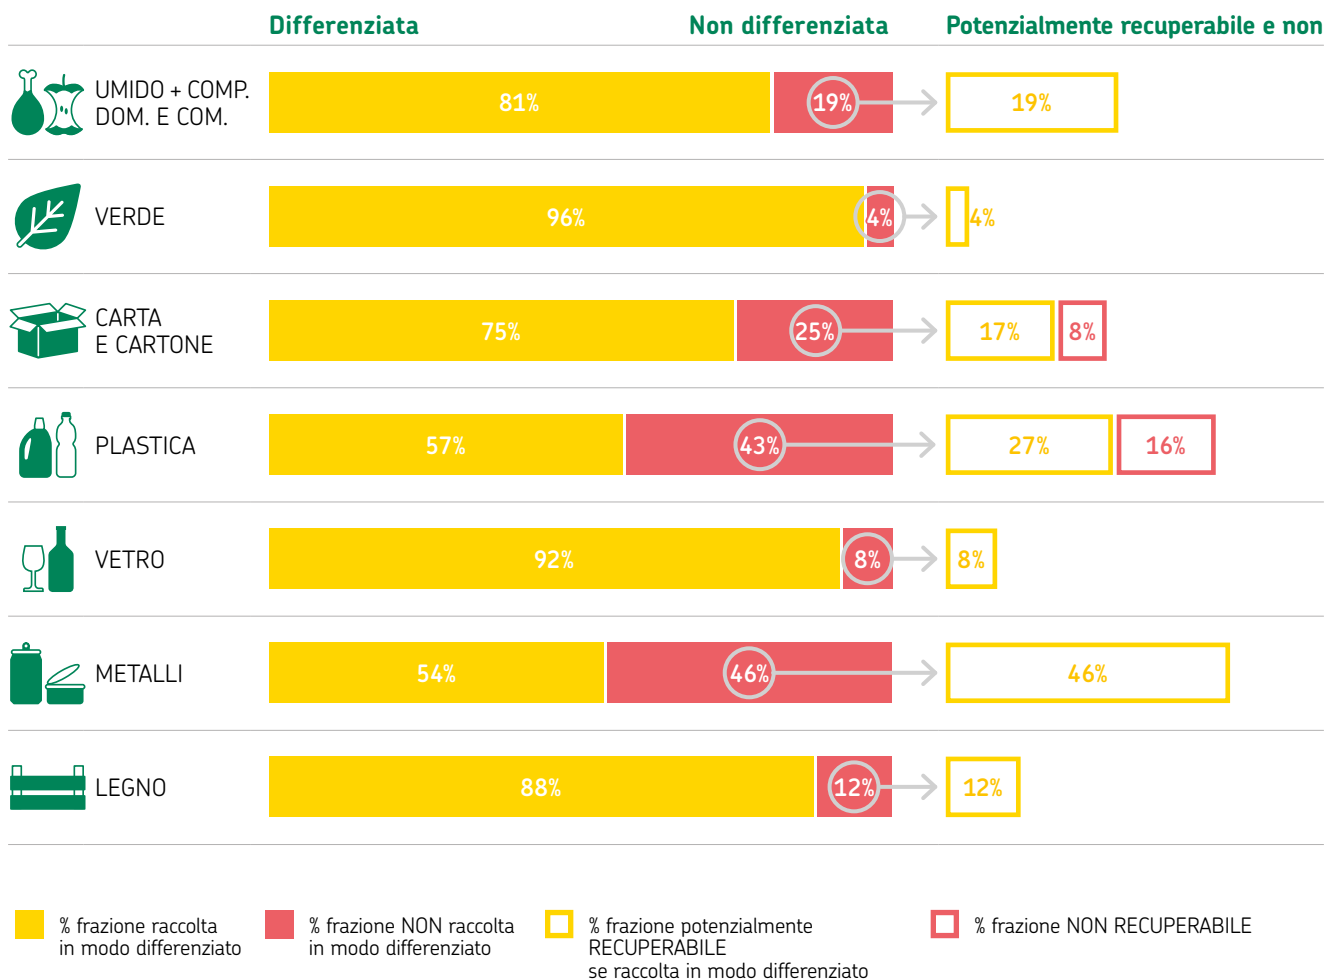 Differenziata Non differenziata Potenzialmente recuperabile e non
UMIDO + COMP.
DOM. E COM.
81% 19% 19%
VERDE
96% 4% 4%
CARTA
E CARTONE
75% 25% 17% 8%
PLASTICA
57% 43% 27% 16%
VETRO
92% 8% 8%
METALLI
54% 46% 46%
LEGNO
88% 12% 12%
% frazione raccolta
in modo differenziato
% frazione NON raccolta
in modo differenziato
% frazione potenzialmente
RECUPERABILE
se raccolta in modo differenziato
% frazione NON RECUPERABILE